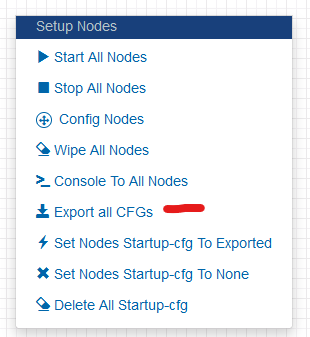 Setup Nodes
Start All Nodes
Stop All Nodes
Config Nodes
Wipe All Nodes
Console To All Nodes
Export all CFGs
Set Nodes Startup-cfg To Exported
Set Nodes Startup-cfg To None
Delete All Startup-cfg